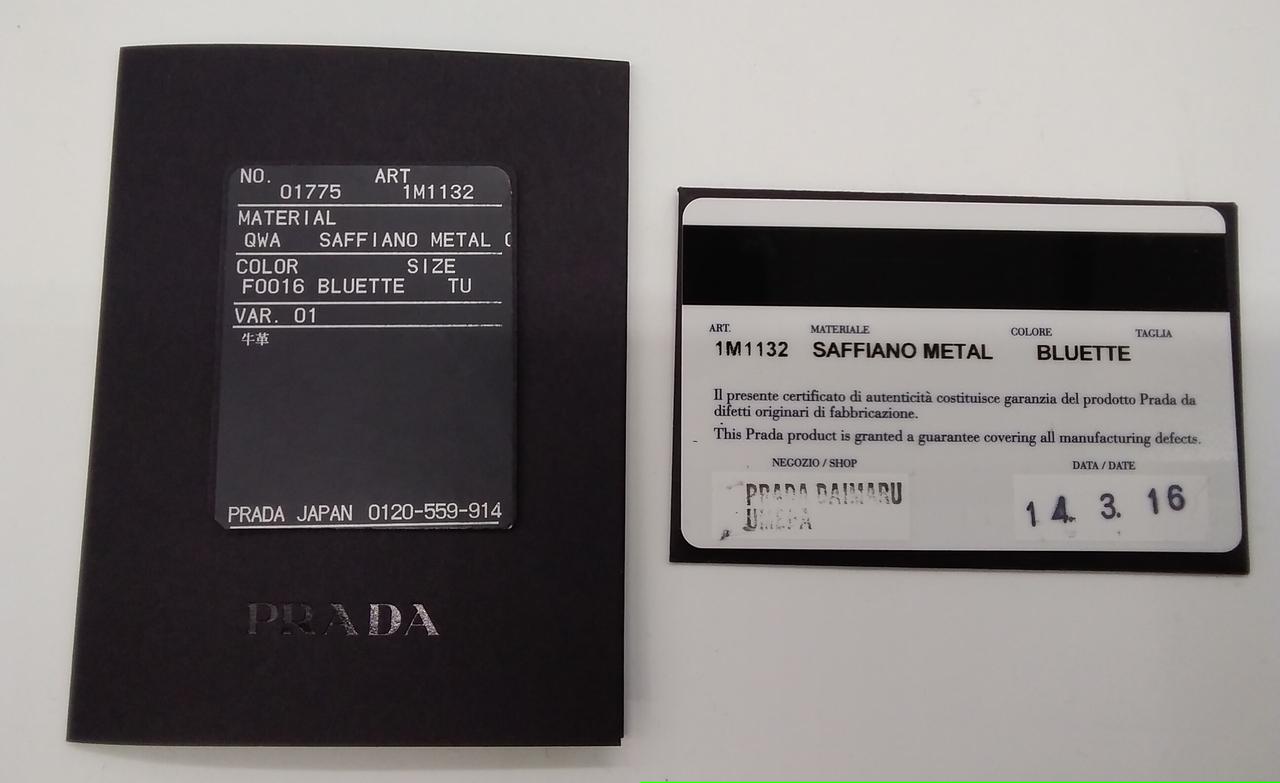 NO. ART
01775 1M1132
MATERIAL
QWA SAFFIANO METAL
COLOR SIZE
F0016 BLUETTE TU
VAR. 01
牛革
PRADA JAPAN 0120-559-914
PRADA
ART. MATERIALE COLORE TAGLIA
1M1132 SAFFIANO METAL BLUETTE
Il presente certificato di autenticità costituisce garanzia del prodotto Prada da
difetti originari di fabbricazione.
This Prada product is granted a guarantee covering all manufacturing defects.
NEGOZIO / SHOP DATA / DATE
PRADA DAIMARU
14. 3. 16